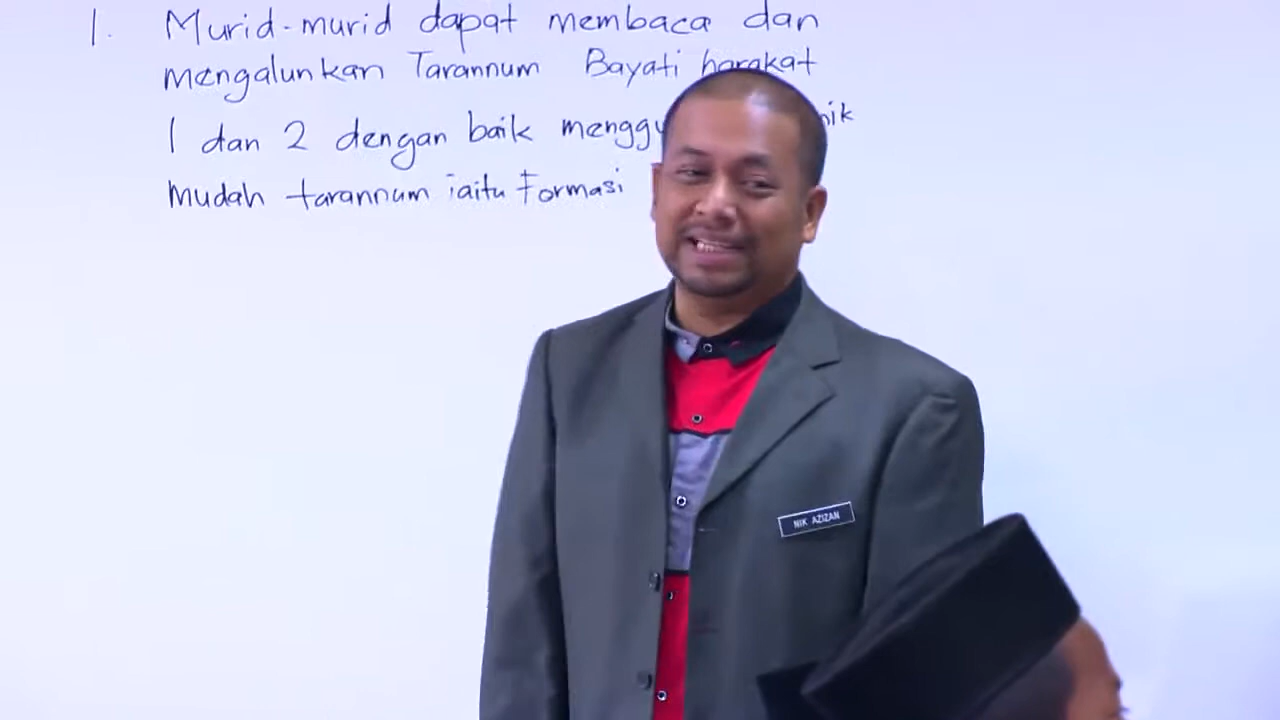 1. Murid-murid dapat membaca dan
mengalunkan Tarannum Bayati harakat
1 dan 2 dengan baik
mudah tarannum iaitu Formasi
NIK AZIZAN